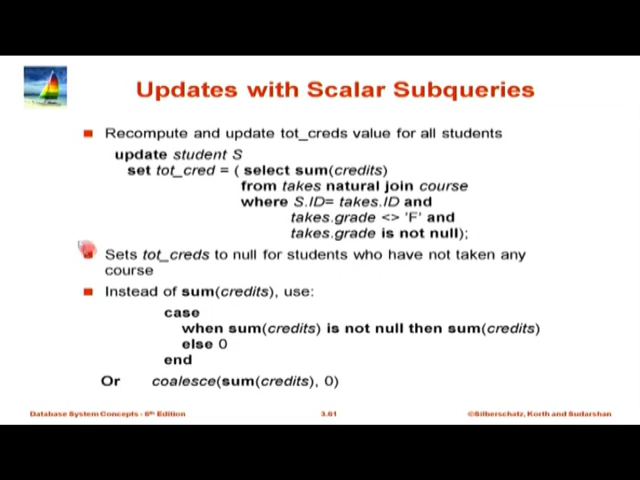 Updates with Scalar Subqueries
Recompute and update tot_creds value for all students
update student S
set tot_cred = ( select sum(credits)
from takes natural join course
where S.ID= takes.ID and
takes.grade <> 'F' and
takes.grade is not null);
Sets tot_creds to null for students who have not taken any
course
Instead of sum(credits), use:
case
when sum(credits) is not null then sum(credits)
else 0
end
Or coalesce(sum(credits), 0)
Database System Concepts - 6th Edition 3.61 ©Silberschatz, Korth and Sudarshan